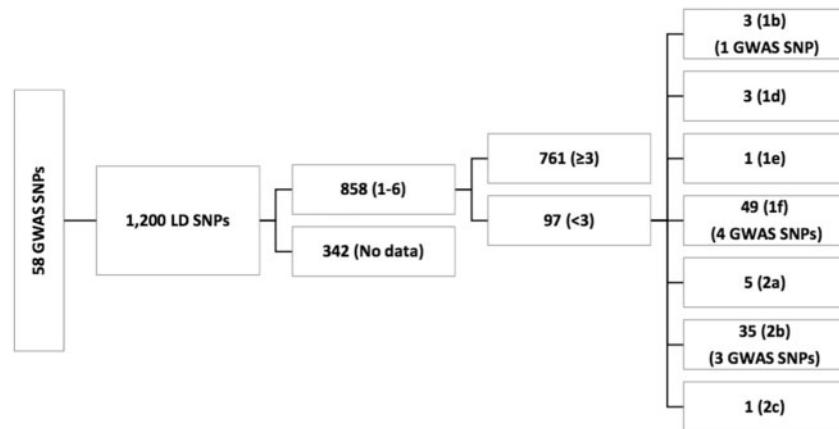 58 GWAS SNPs
1,200 LD SNPs
858 (1-6)
342 (No data)
761 (≥3)
97 (<3)
3 (1b)
(1 GWAS SNP)
3 (1d)
1 (1e)
49 (1f)
(4 GWAS SNPs)
5 (2a)
35 (2b)
(3 GWAS SNPs)
1 (2c)